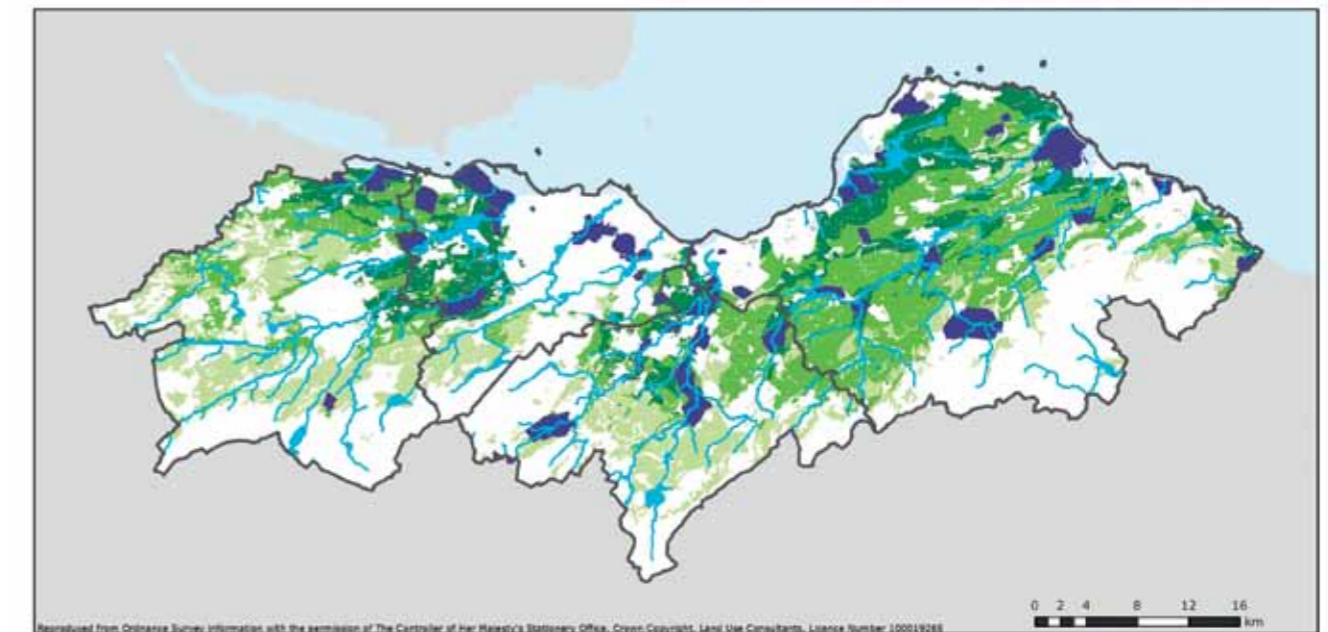 0 2 4 8 12 16
km
Reproduced from Ordnance Survey information with the permission of The Controller of Her Majesty's Stationery Office, Crown Copyright, Land Use Consultants, Licence Number 100019265